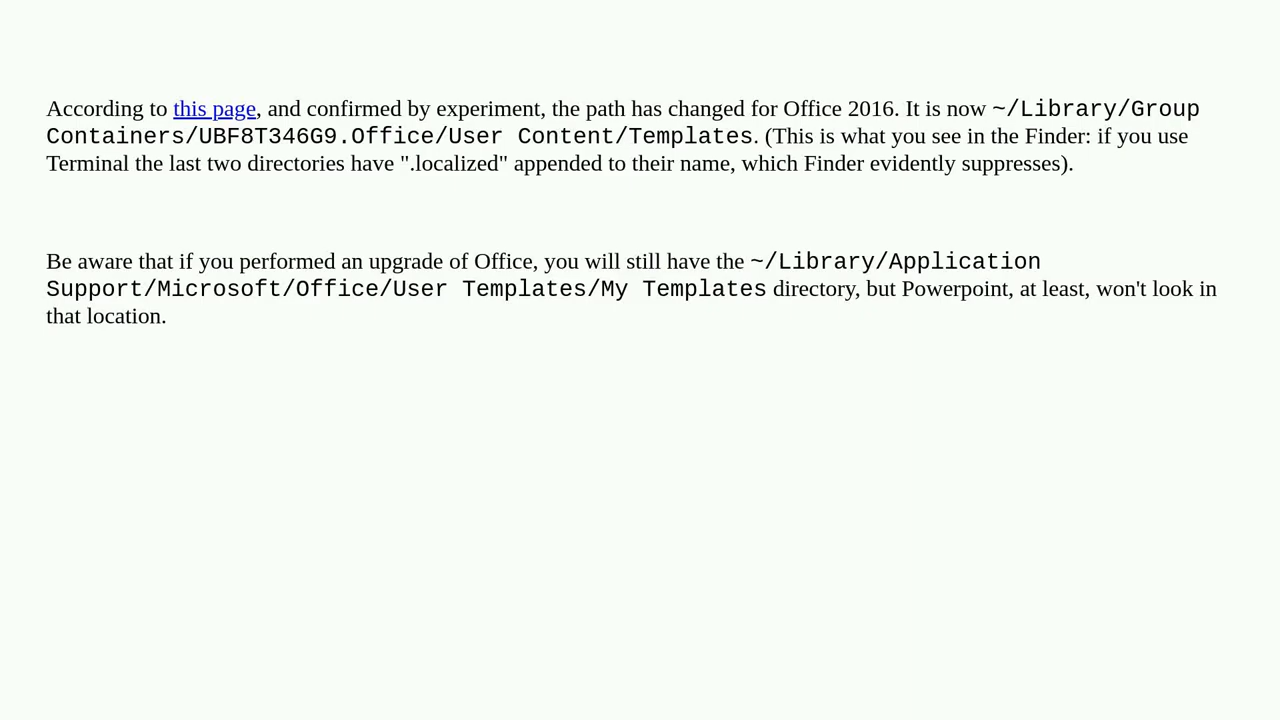 According to this page, and confirmed by experiment, the path has changed for Office 2016. It is now ~/Library/Group
Containers/UBF8T346G9.Office/User Content/Templates. (This is what you see in the Finder: if you use
Terminal the last two directories have ".localized" appended to their name, which Finder evidently suppresses).
Be aware that if you performed an upgrade of Office, you will still have the ~/Library/Application
Support/Microsoft/Office/User Templates/My Templates directory, but Powerpoint, at least, won't look in
that location.